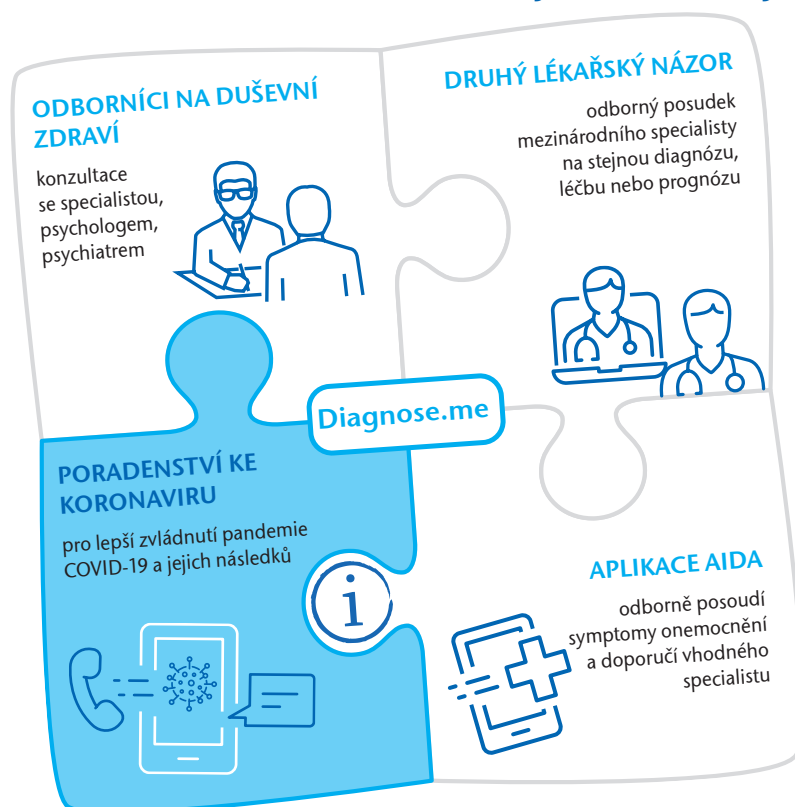 ODBORNÍCI NA DUŠEVNÍ
ZDRAVÍ
konzultace
se specialistou,
psychologem,
psychiatrem
DRUHÝ LÉKAŘSKÝ NÁZOR
odborný posudek
mezinárodního specialisty
na stejnou diagnózu,
léčbu nebo prognózu
Diagnose.me
PORADENSTVÍ KE
KORONAVIRU
pro lepší zvládnutí pandemie
COVID-19 a jejich následků
i
APLIKACE AIDA
odborně posoudí
symptomy onemocnění
a doporučí vhodného
specialistu